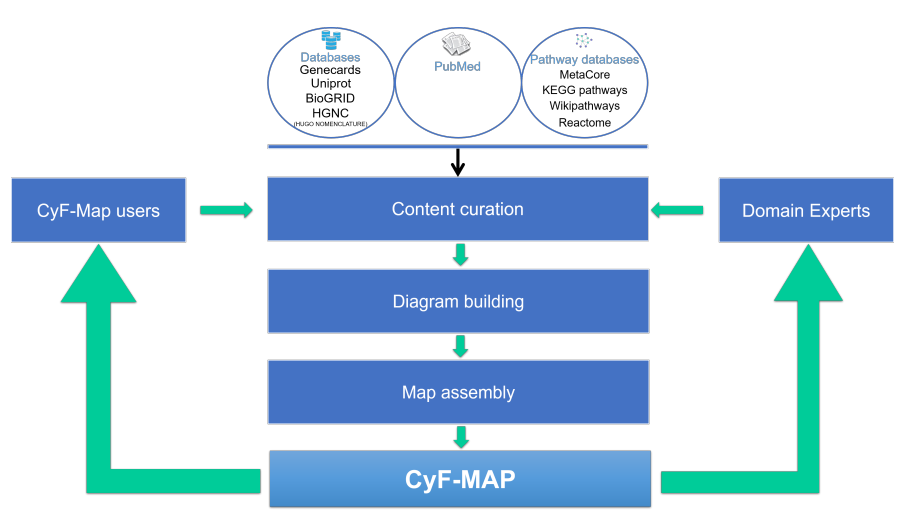 Databases
Genecards
Uniprot
BioGRID
HGNC
(HUGO NOMENCLATURE)
PubMed
Pathway databases
MetaCore
KEGG pathways
Wikipathways
Reactome
CyF-Map users
Content curation
Domain Experts
Diagram building
Map assembly
CyF-MAP